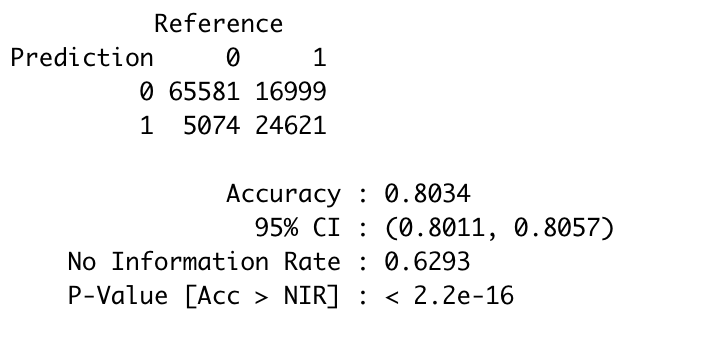 Reference
Prediction 0 1
0 65581 16999
1 5074 24621
Accuracy : 0.8034
95% CI : (0.8011, 0.8057)
No Information Rate : 0.6293
P-Value [Acc > NIR] : < 2.2e-16